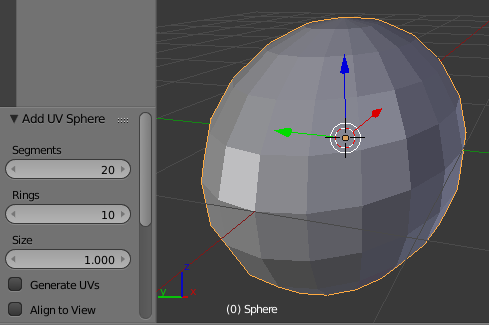 Add UV Sphere
Segments
20
Rings
10
Size
1.000
Generate UVs
Align to View
z
y
x
(0) Sphere